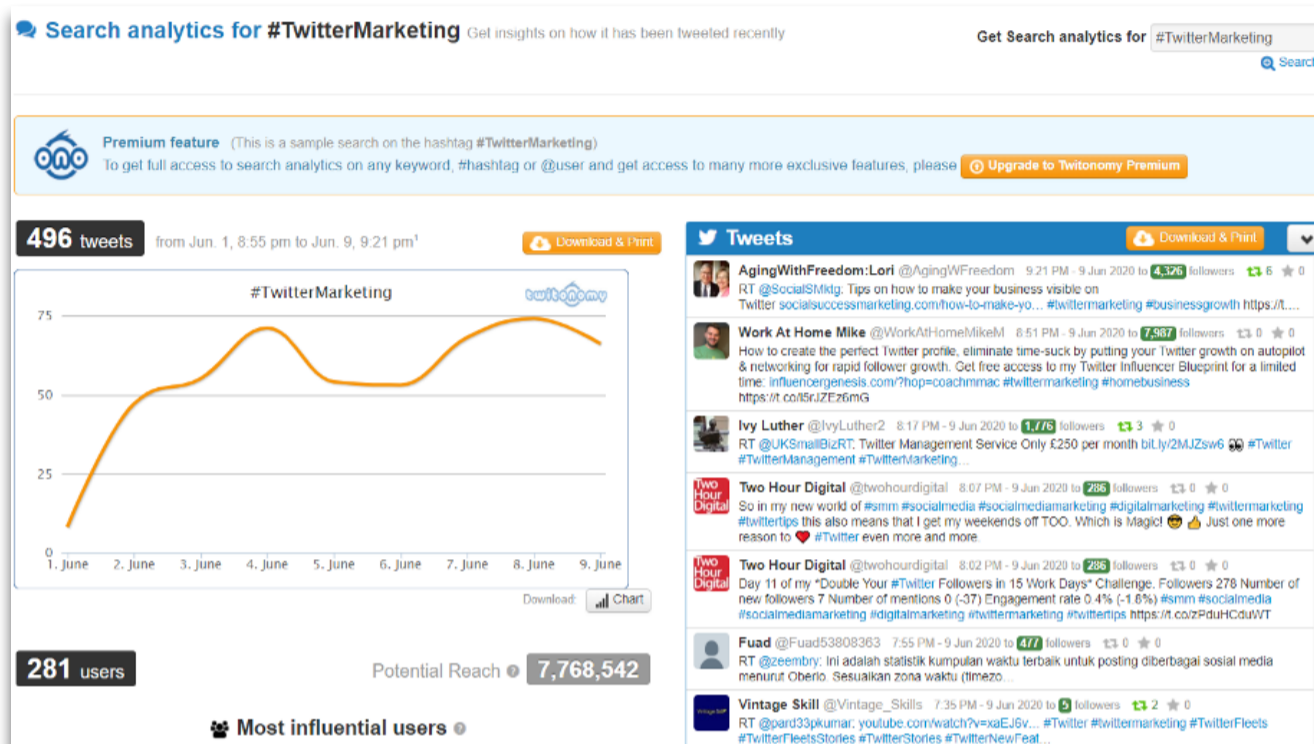 Search analytics for #TwitterMarketing Get insights on how it has been tweeted recently
Get Search analytics for #TwitterMarketing
Search
Premium feature (This is a sample search on the hashtag #TwitterMarketing)
To get full access to search analytics on any keyword, #hashtag or @user and get access to many more exclusive features, please Upgrade to Twitonomy Premium
496 tweets from Jun. 1, 8:55 pm to Jun. 9, 9:21 pm¹
Download & Print
#TwitterMarketing
twitonomy
75
50
25
0
1. June 2. June 3. June 4. June 5. June 6. June 7. June 8. June 9. June
Download: Chart
281 users
Potential Reach 7,768,542
Most influential users
Tweets
Download & Print
AgingWithFreedom:Lori @AgingWFreedom 9:21 PM - 9 Jun 2020 to 4,326 followers 6 0
RT @SocialSMktg: Tips on how to make your business visible on
Twitter socialsuccessmarketing.com/how-to-make-yo... #twittermarketing #businessgrowth https://t....
Work At Home Mike @WorkAtHomeMikeM 8:51 PM - 9 Jun 2020 to 7,987 followers 0 0
How to create the perfect Twitter profile, eliminate time-suck by putting your Twitter growth on autopilot
& networking for rapid follower growth. Get free access to my Twitter Influencer Blueprint for a limited
time: influencergenesis.com/?hop=coachmmac #twittermarketing #homebusiness
https://t.co/l5rJZEz6mG
Ivy Luther @IvyLuther2 8:17 PM - 9 Jun 2020 to 1,776 followers 3 0
RT @UKSmallBizRT: Twitter Management Service Only £250 per month bit.ly/2MJZsw6 👀 #Twitter
#TwitterManagement #TwitterMarketing...
Two Hour Digital
Two Hour Digital @twohourdigital 8:07 PM - 9 Jun 2020 to 286 followers 0 0
So in my new world of #smm #socialmedia #socialmediamarketing #digitalmarketing #twittermarketing
#twittertips this also means that I get my weekends off TOO. Which is Magic! 😎 👍 Just one more
reason to ❤️ #Twitter even more and more.
Two Hour Digital
Two Hour Digital @twohourdigital 8:02 PM - 9 Jun 2020 to 286 followers 0 0
Day 11 of my "Double Your #Twitter Followers in 15 Work Days" Challenge. Followers 278 Number of
new followers 7 Number of mentions 0 (-37) Engagement rate 0.4% (-1.8%) #smm #socialmedia
#socialmediamarketing #digitalmarketing #twittermarketing #twittertips https://t.co/zPduHCduWT
Fuad @Fuad53808363 7:55 PM - 9 Jun 2020 to 477 followers 0 0
RT @zeembry: Ini adalah statistik kumpulan waktu terbaik untuk posting diberbagai sosial media
menurut Oberlo. Sesuaikan zona waktu (timezo...
Vintage Skill @Vintage_Skills 7:35 PM - 9 Jun 2020 to 5 followers 2 0
RT @pard33pkumar: youtube.com/watch?v=xaEJ6v... #Twitter #twittermarketing #TwitterFleets
#TwitterFleetsStories #TwitterStories #TwitterNewFeat...